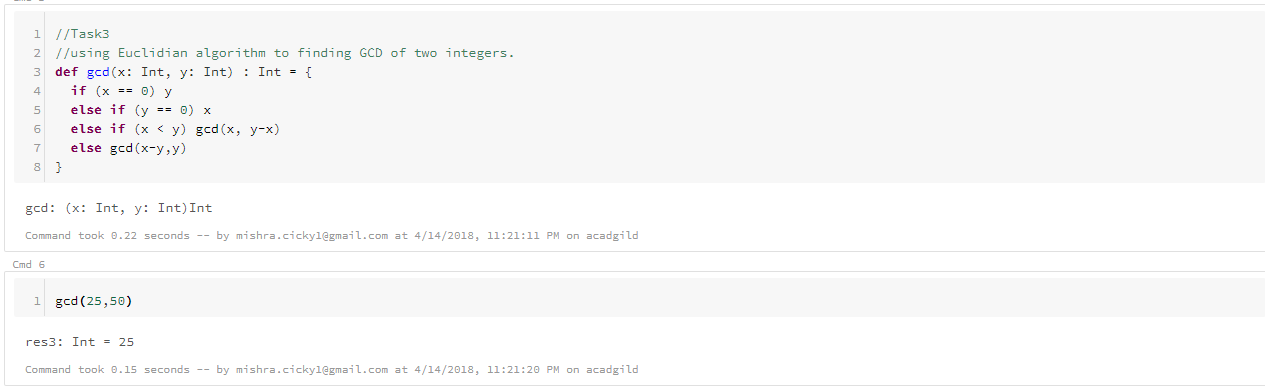 1 //Task3
2 //using Euclidian algorithm to finding GCD of two integers.
3 def gcd(x: Int, y: Int) : Int = {
4 if (x == 0) y
5 else if (y == 0) x
6 else if (x < y) gcd(x, y-x)
7 else gcd(x-y,y)
8 }
gcd: (x: Int, y: Int)Int
Command took 0.22 seconds -- by mishra.cicky1@gmail.com at 4/14/2018, 11:21:11 PM on acadgild
Cmd 6
1 gcd(25,50)
res3: Int = 25
Command took 0.15 seconds -- by mishra.cicky1@gmail.com at 4/14/2018, 11:21:20 PM on acadgild